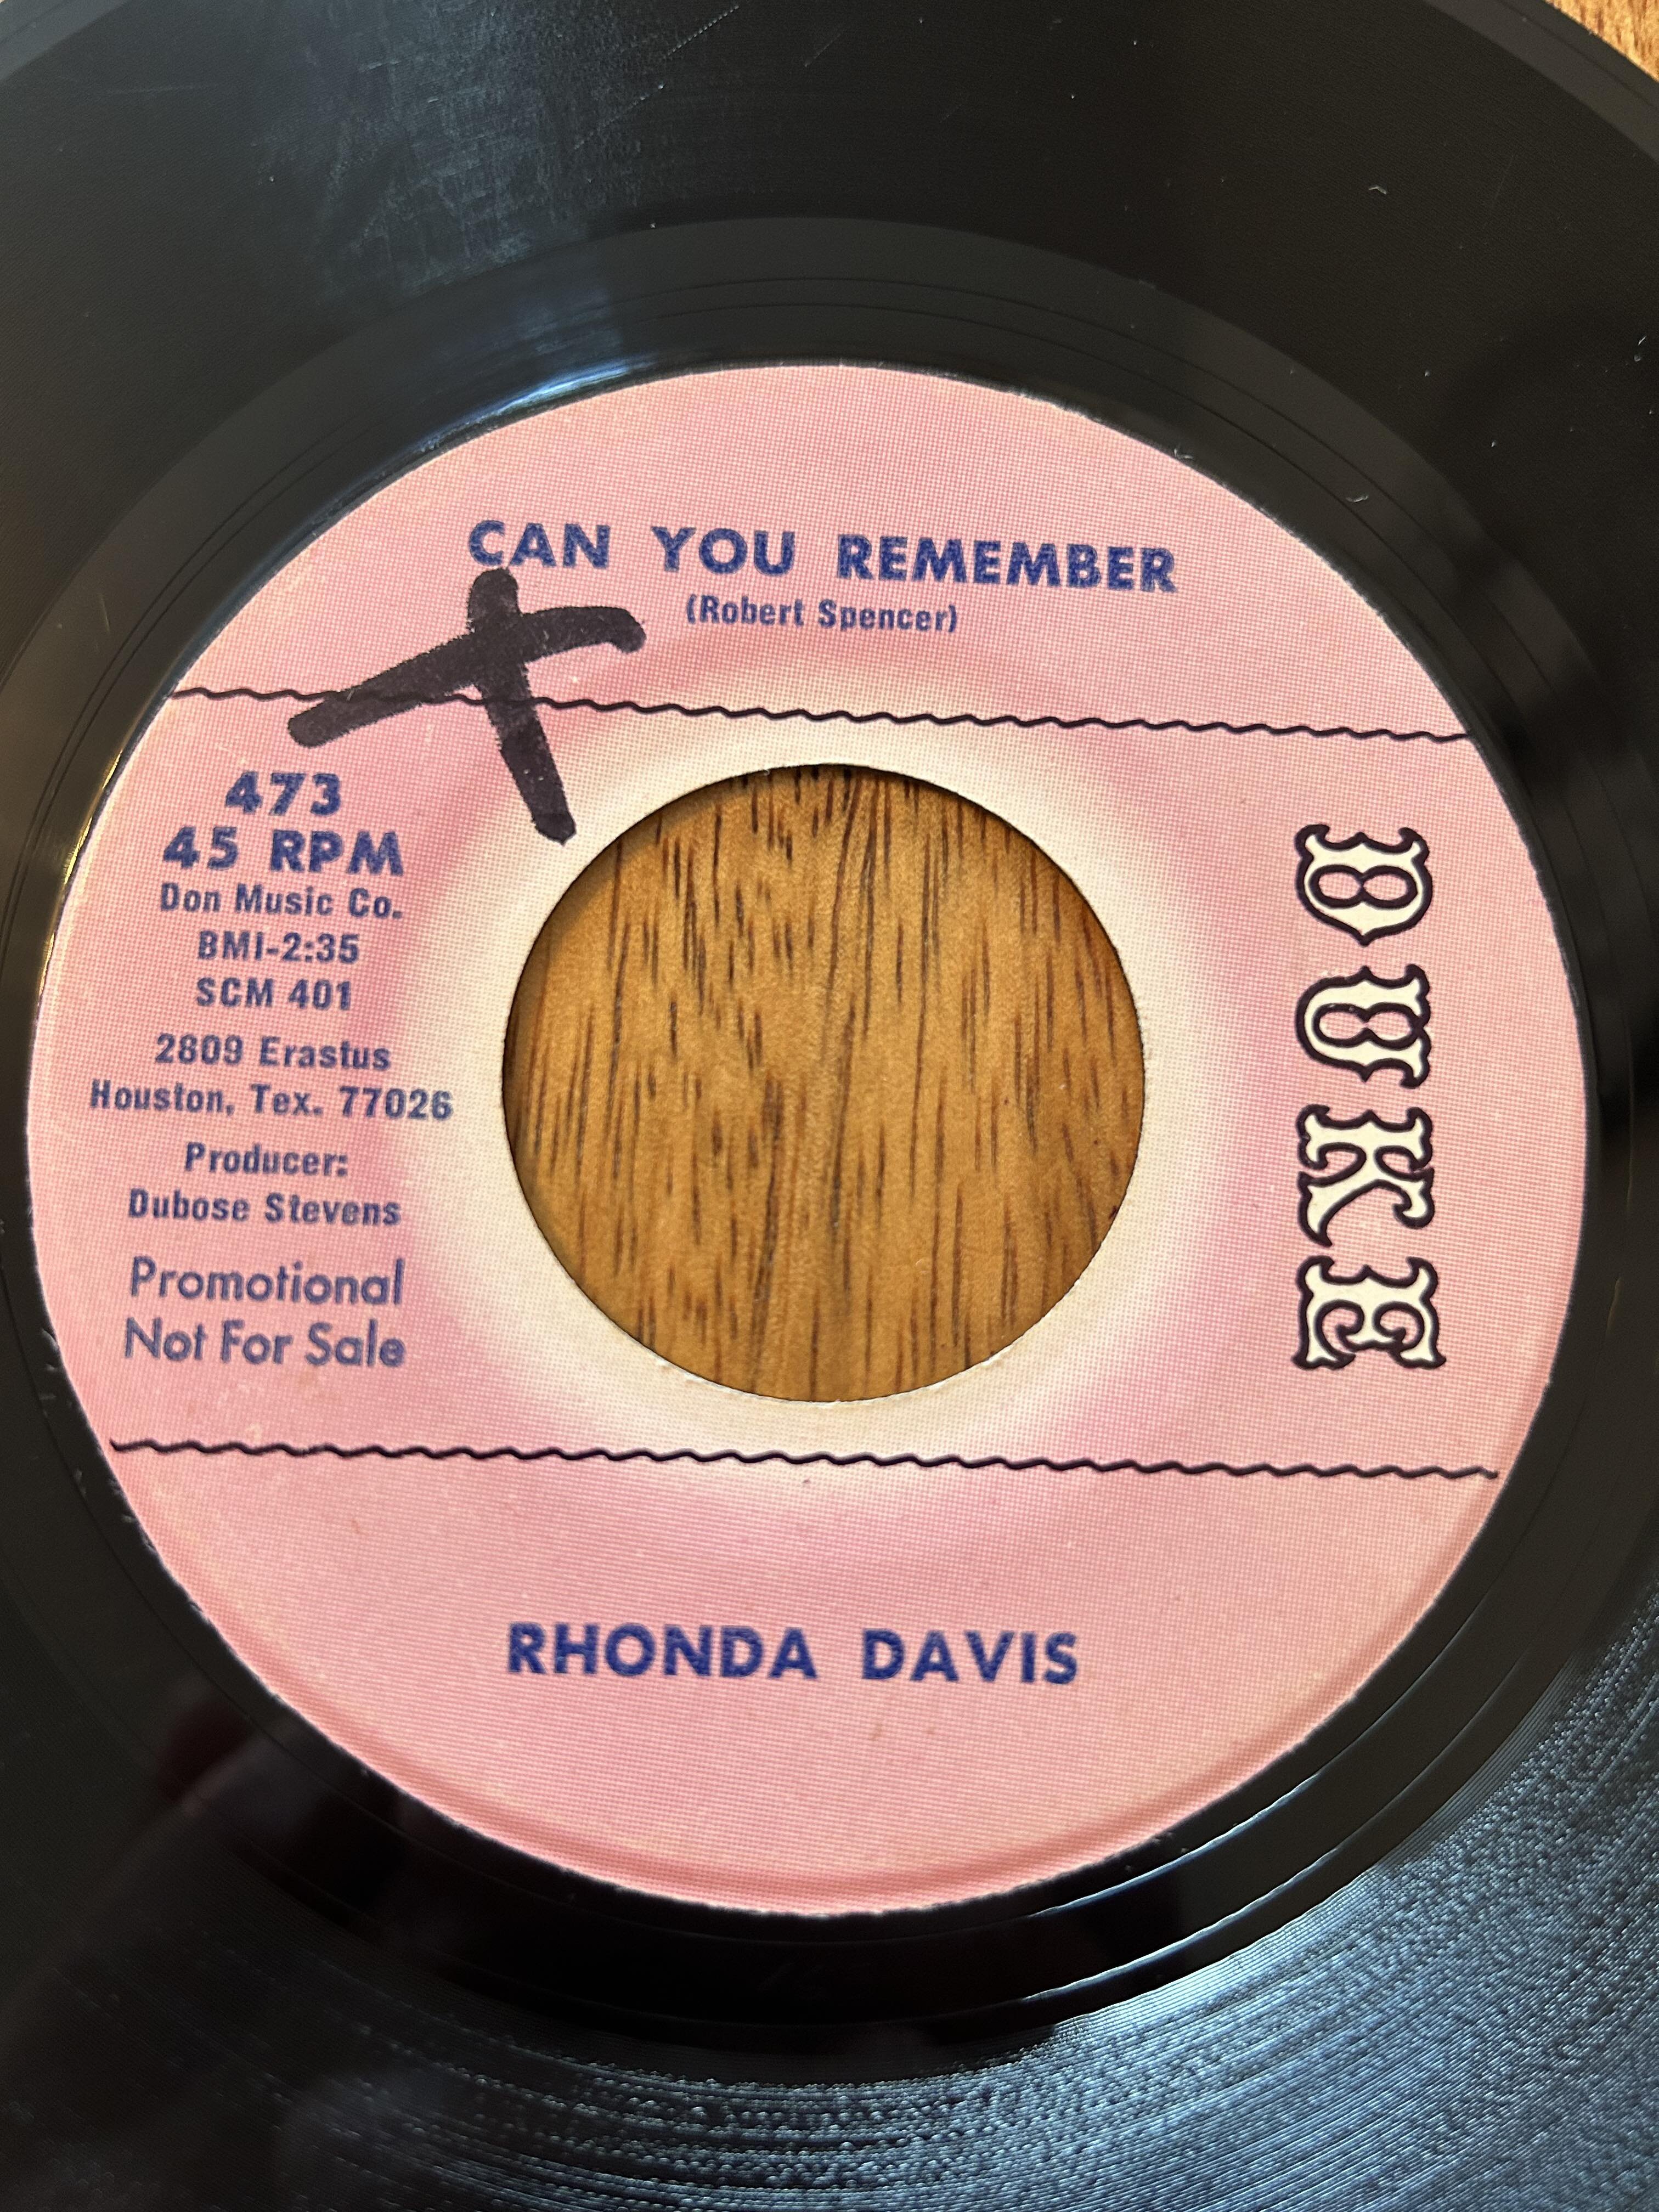 CAN YOU REMEMBER
(Robert Spencer)
473
45 RPM
Don Music Co.
BMI-2:35
SCM 401
2809 Erastus
Houston, Tex. 77026
Producer:
Dubose Stevens
Promotional
Not For Sale
DUKE
RHONDA DAVIS